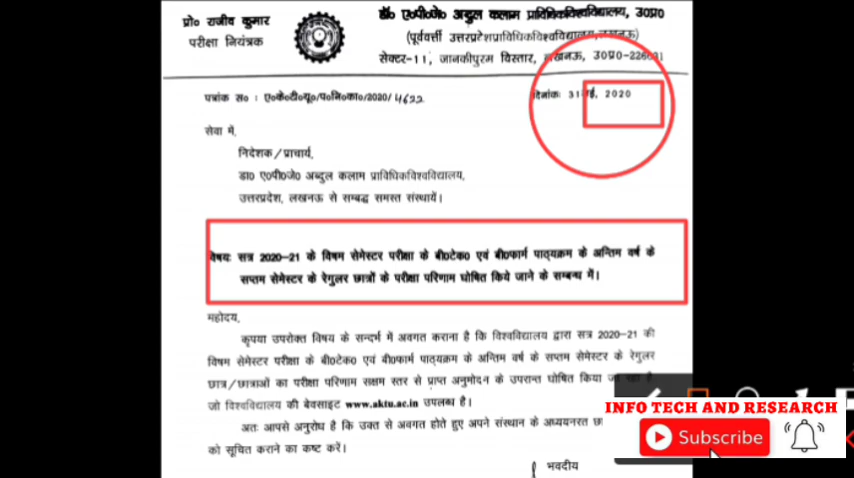 प्रो० राजीव कुमार
परीक्षा नियंत्रक
डॉ० ए०पी०जे० अब्दुल कलाम प्राविधिकविश्वविद्यालय, उ०प्र०
(पूर्ववर्ती उत्तरप्रदेशप्राविधिकविश्वविद्यालय, लखनऊ)
सेक्टर-11, जानकीपुरम विस्तार, लखनऊ, उ०प्र०-22603
पत्रांक स० : ए०के०टी०यू०/प०नि०का०/2020/4622
दिनांकः 31 मई, 2020
सेवा में,
निदेशक/प्राचार्य,
डा० ए०पी०जे० अब्दुल कलाम प्राविधिकविश्वविद्यालय,
उत्तरप्रदेश, लखनऊ से सम्बद्ध समस्त संस्थायें।
विषयः सत्र 2020-21 के विषम सेमेस्टर परीक्षा के बी०टेक० एवं बी०फार्म पाठ्यक्रम के अन्तिम वर्ष के
सप्तम सेमेस्टर के रेगुलर छात्रों के परीक्षा परिणाम घोषित किये जाने के सम्बन्ध में।
महोदय,
कृपया उपरोक्त विषय के सन्दर्भ में अवगत कराना है कि विश्वविद्यालय द्वारा सत्र 2020-21 की
विषम सेमेस्टर परीक्षा के बी०टेक० एवं बी०फार्म पाठ्यक्रम के अन्तिम वर्ष के सप्तम सेमेस्टर के रेगुलर
छात्र/छात्राओं का परीक्षा परिणाम सक्षम स्तर से प्राप्त अनुमोदन के उपरान्त घोषित किया जा रहा है
जो विश्वविद्यालय की बेवसाइट www.aktu.ac.in उपलब्ध है।
अतः आपसे अनुरोध है कि उक्त से अवगत होते हुए अपने संस्थान के अध्ययनरत छा
को सूचित कराने का कष्ट करें।
भवदीय
INFO TECH AND RESEARCH
Subscribe